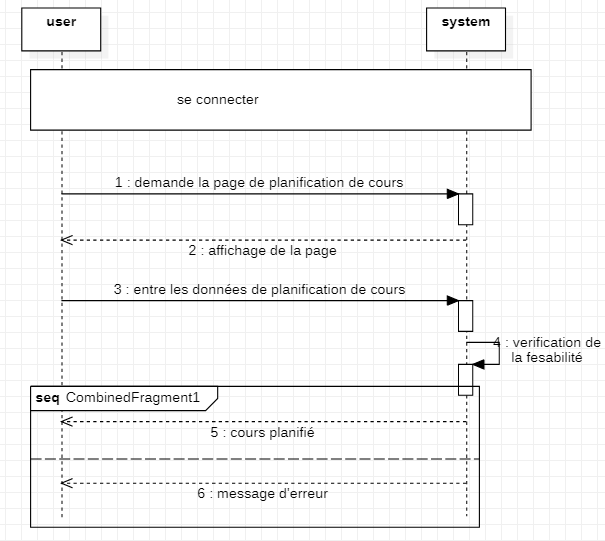 user
system
se connecter
1 : demande la page de planification de cours
2 : affichage de la page
3 : entre les données de planification de cours
4 : verification de
la fesabilité
seq CombinedFragment1
5 : cours planifié
6 : message d'erreur